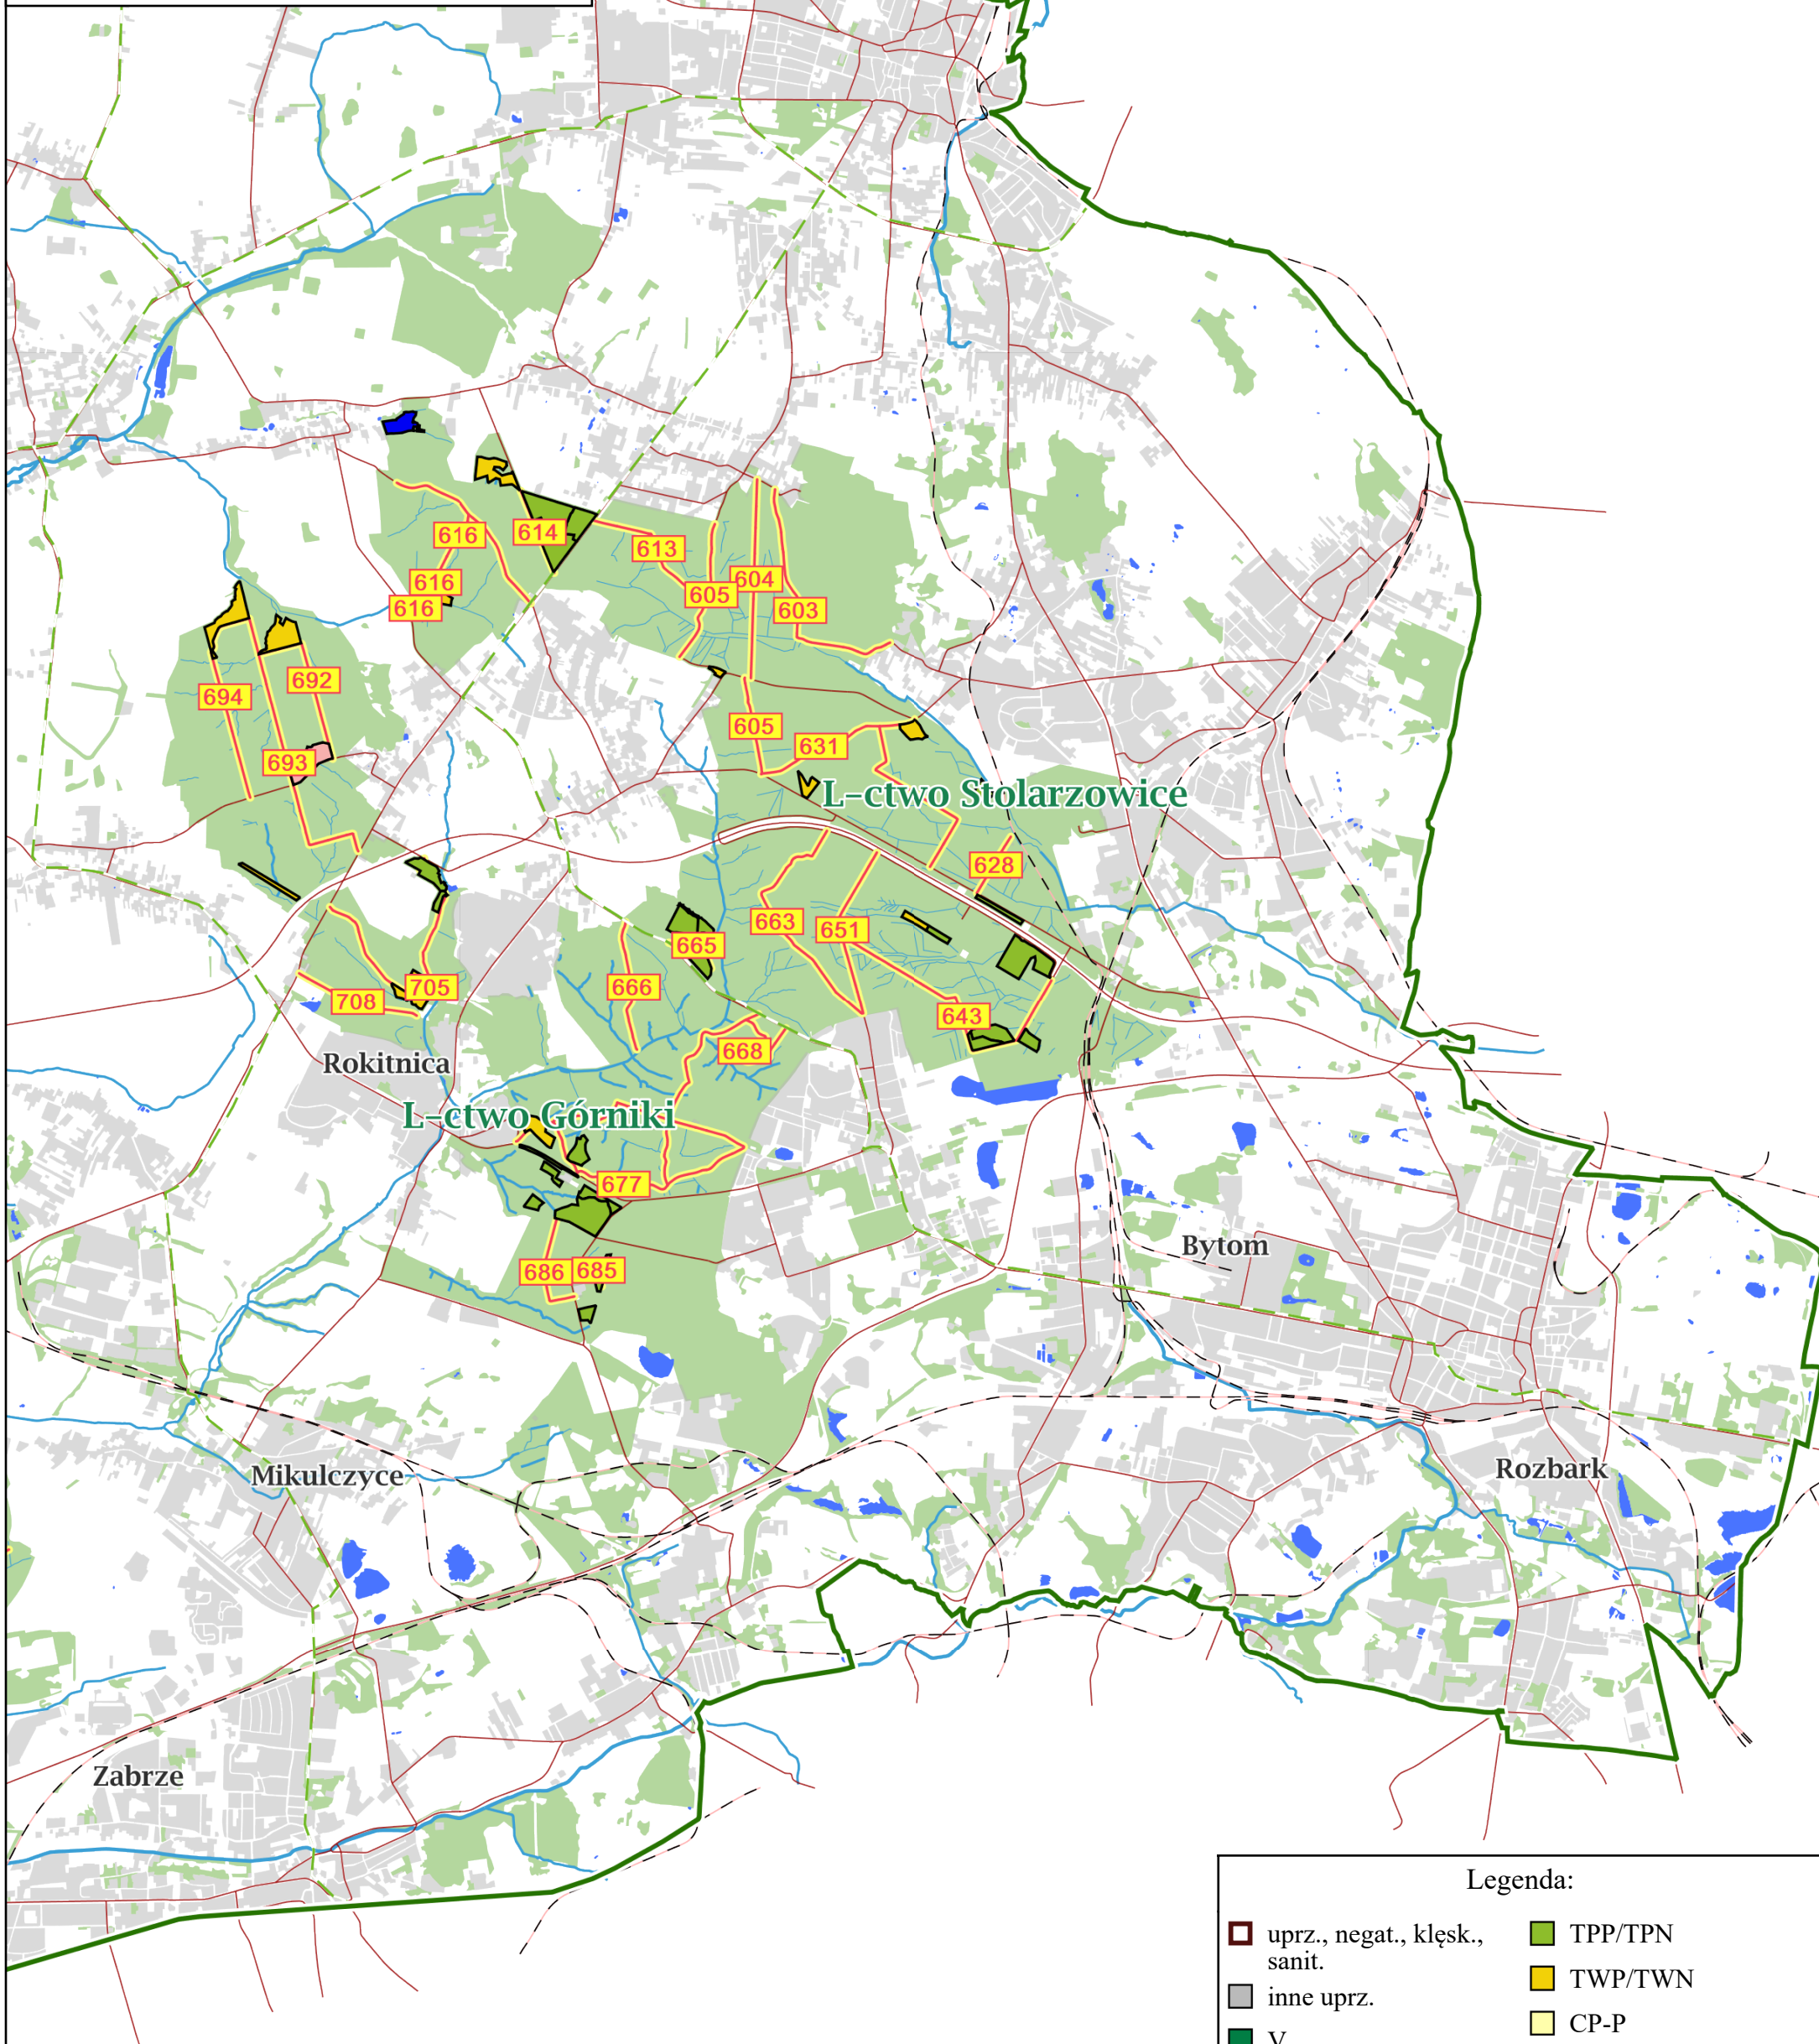 616
614
613
616
604
605
616
603
692
694
605
631
693
L–ctwo Stolarzowice
628
663
651
665
705
666
708
643
668
Rokitnica
L–ctwo Górniki
677
Bytom
686
685
Mikulczyce
Rozbark
Zabrze
Legenda:
uprz., negat., klęsk.,
sanit.
TPP/TPN
TWP/TWN
inne uprz.
CP-P
V